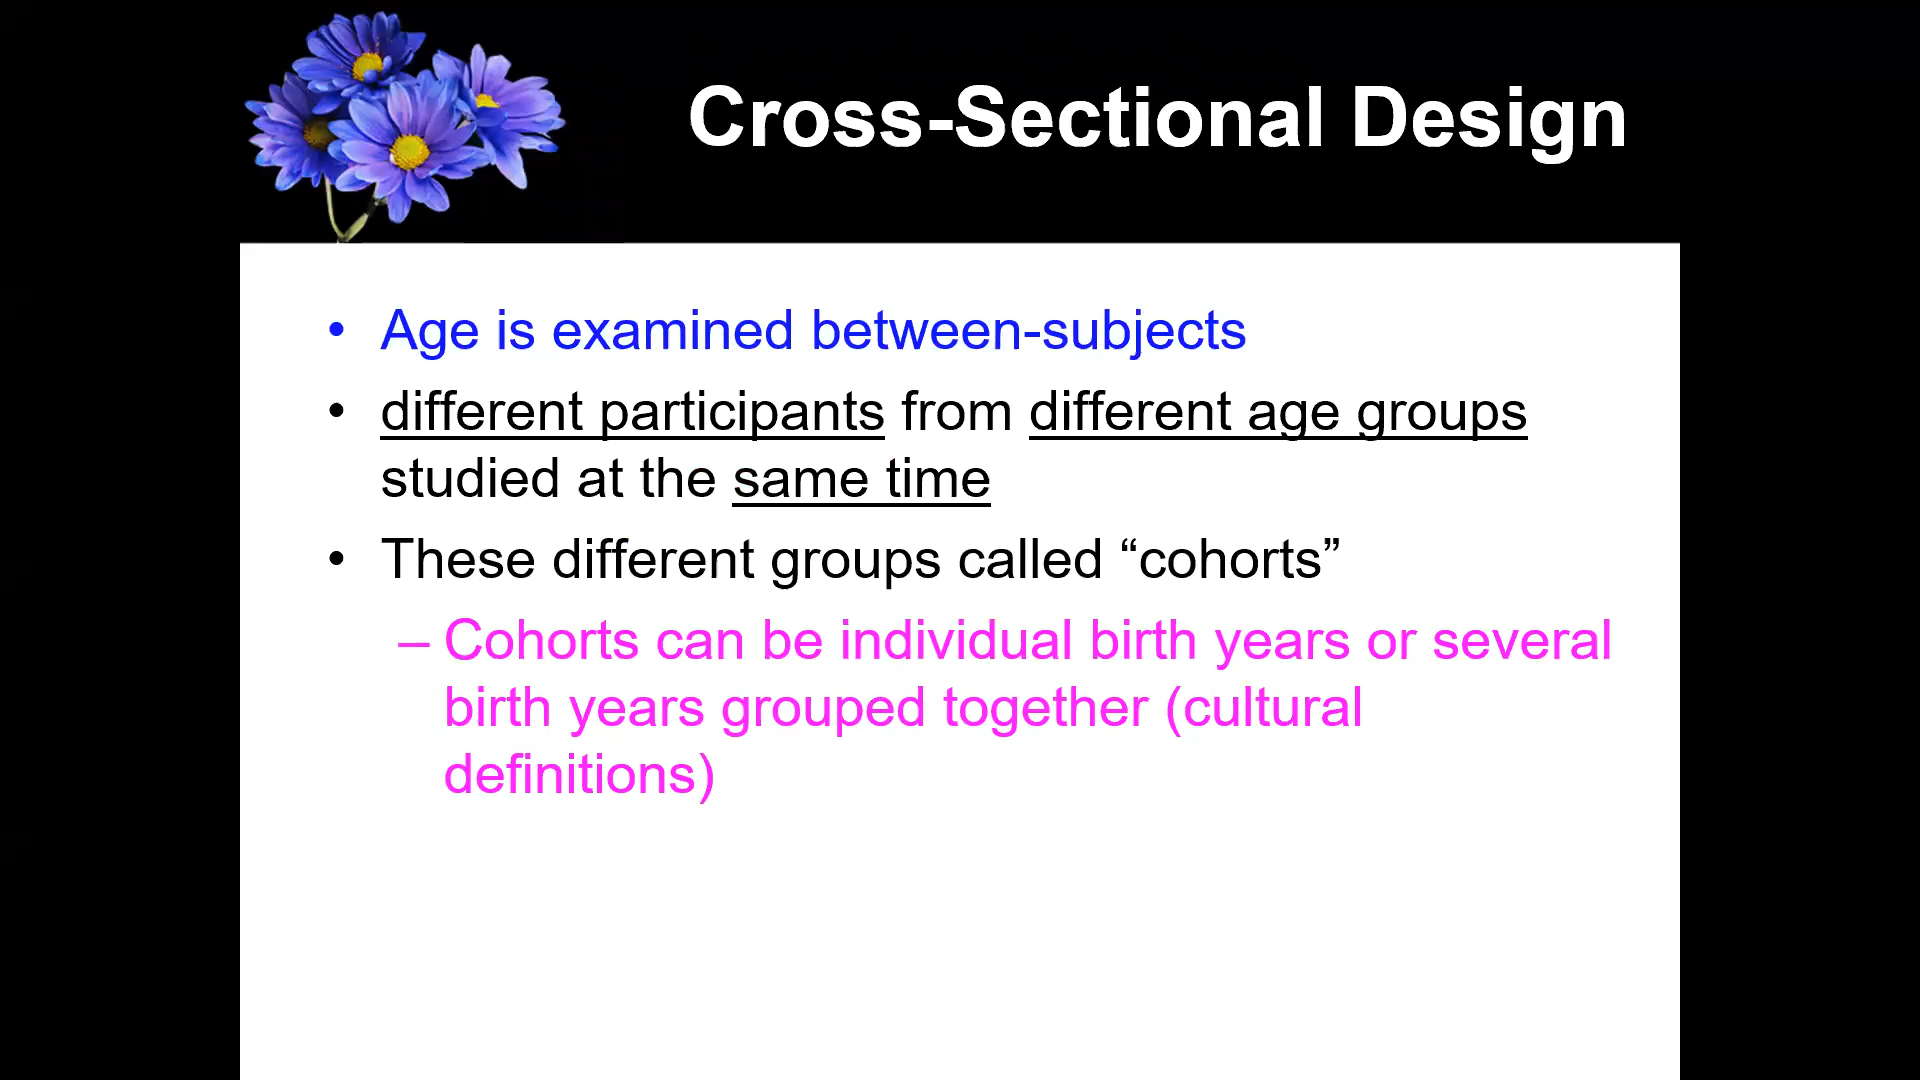 Cross-Sectional Design
• Age is examined between-subjects
• different participants from different age groups
studied at the same time
• These different groups called “cohorts”
– Cohorts can be individual birth years or several
birth years grouped together (cultural
definitions)